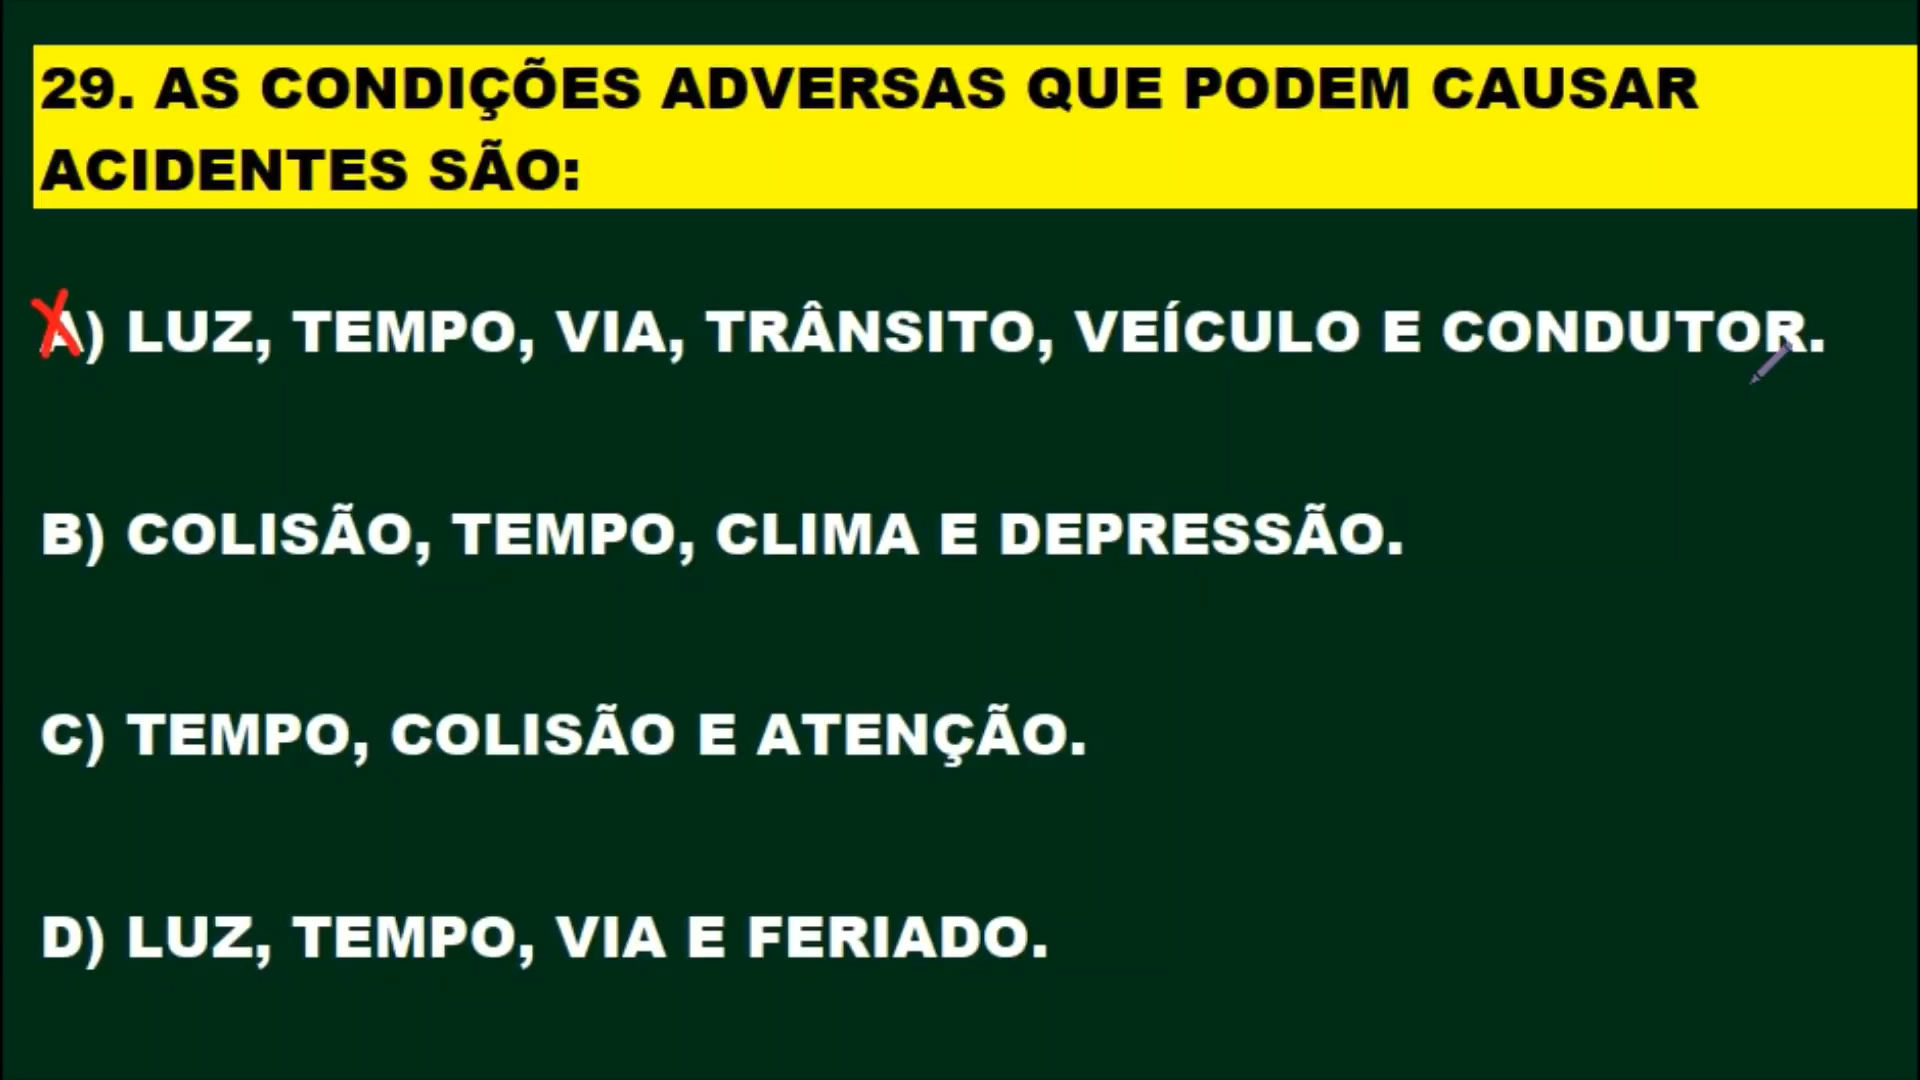 29. AS CONDIÇÕES ADVERSAS QUE PODEM CAUSAR
ACIDENTES SÃO:
A) LUZ, TEMPO, VIA, TRÂNSITO, VEÍCULO E CONDUTOR.
B) COLISÃO, TEMPO, CLIMA E DEPRESSÃO.
C) TEMPO, COLISÃO E ATENÇÃO.
D) LUZ, TEMPO, VIA E FERIADO.